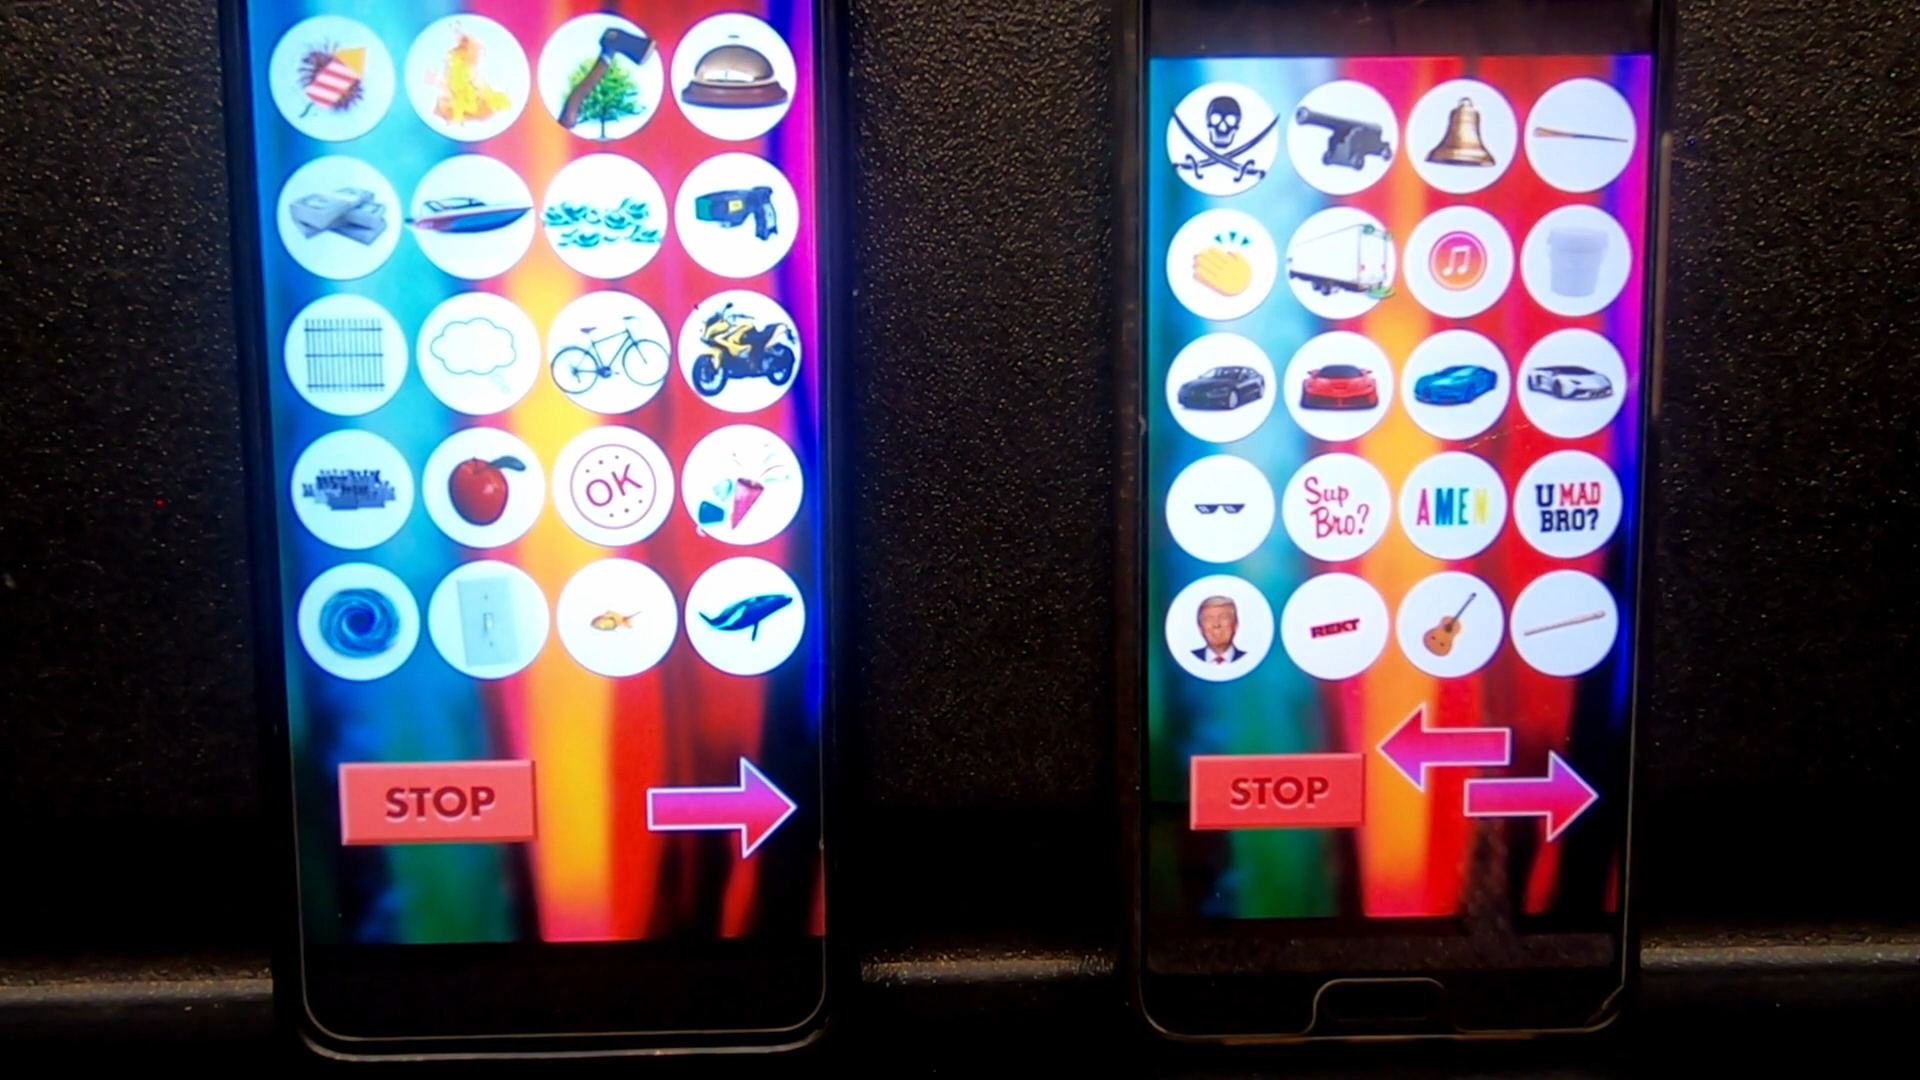 OK
STOP
Sup
Bro?
AMEN
U MAD
BRO?
REKT
STOP